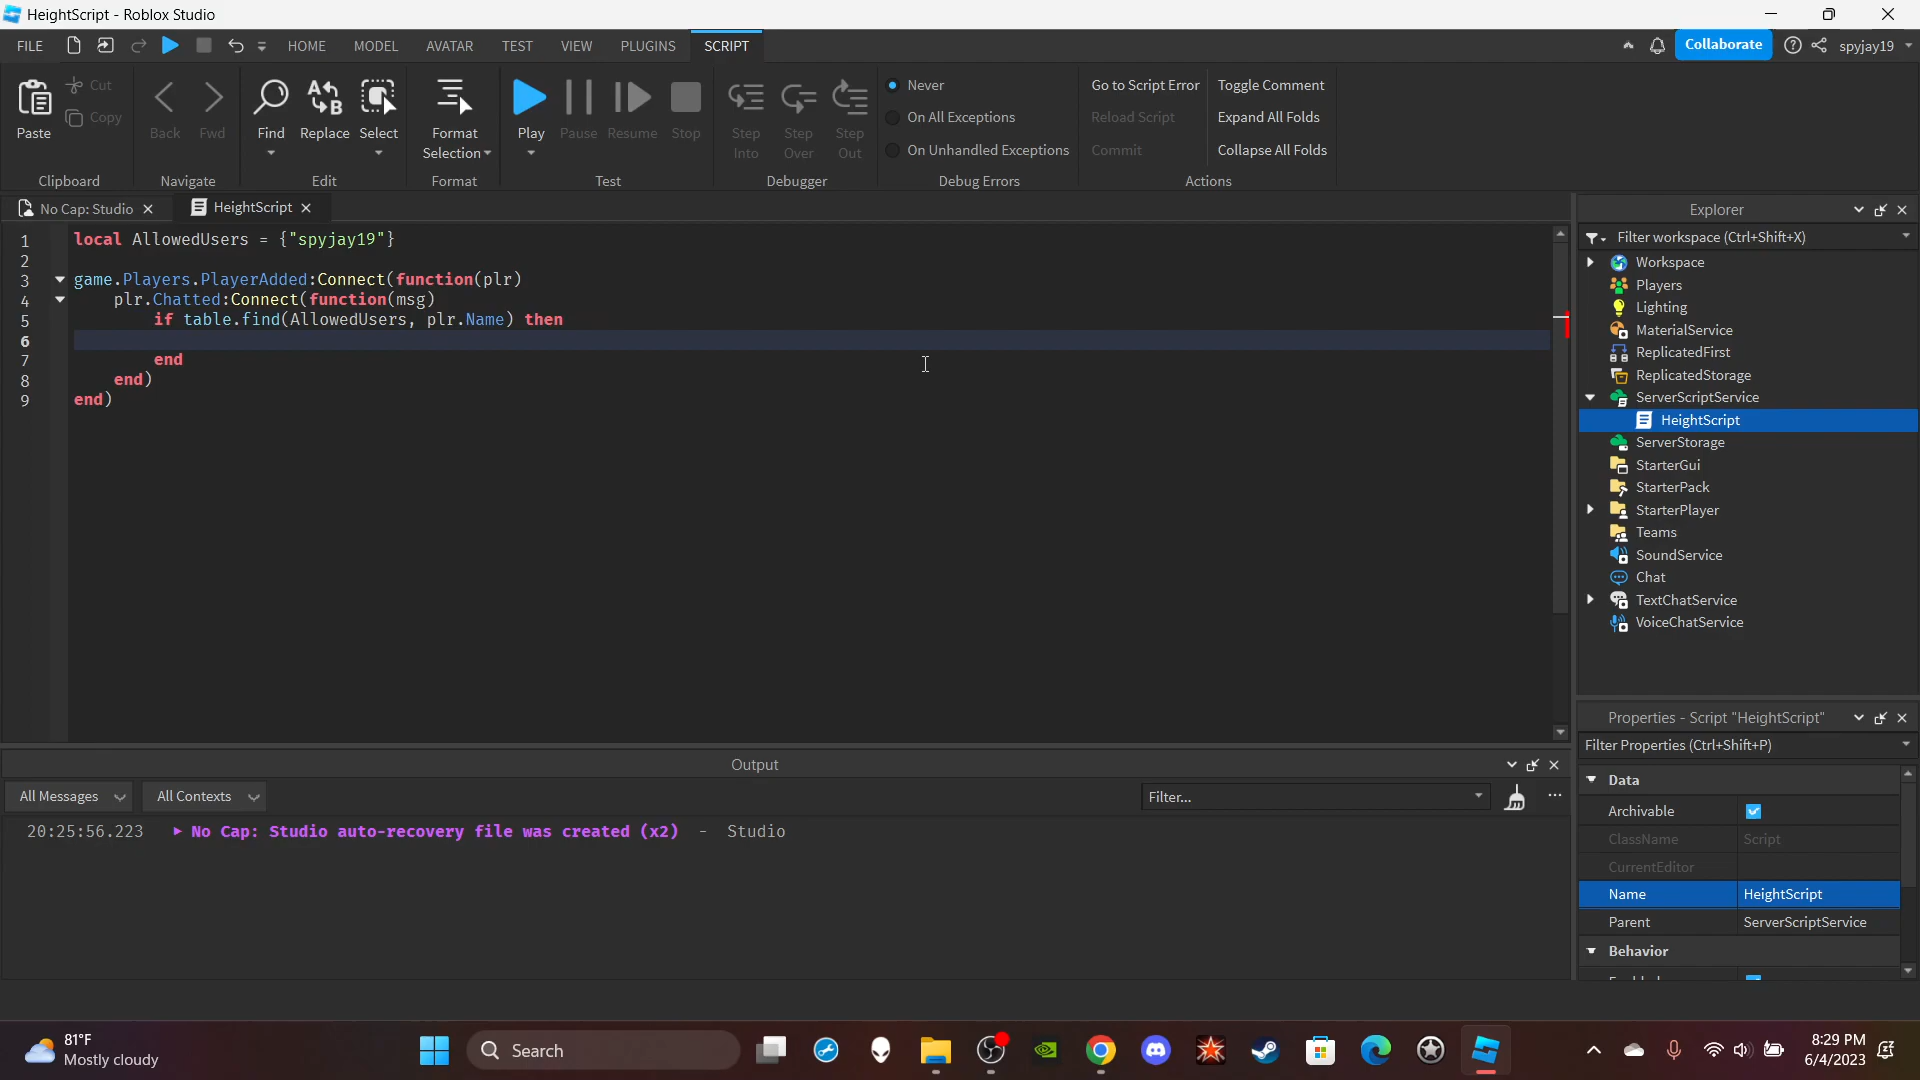 HeightScript - Roblox Studio
FILE HOME MODEL AVATAR TEST VIEW PLUGINS SCRIPT Collaborate spyjay19
Paste Cut Copy
Clipboard
Back Fwd
Navigate
Find Replace Select
Edit
Format
Selection
Format
Play Pause Resume Stop
Test
Step Into Step Over Step Out
Debugger
Never
On All Exceptions
On Unhandled Exceptions
Debug Errors
Go to Script Error Toggle Comment
Reload Script Expand All Folds
Commit Collapse All Folds
Actions
No Cap: Studio HeightScript
1 local AllowedUsers = {"spyjay19"}
2
3 game.Players.PlayerAdded:Connect(function(plr)
4 plr.Chatted:Connect(function(msg)
5 if table.find(AllowedUsers, plr.Name) then
6
7 end
8 end)
9 end)
Explorer
Filter workspace (Ctrl+Shift+X)
Workspace
Players
Lighting
MaterialService
ReplicatedFirst
ReplicatedStorage
ServerScriptService
HeightScript
ServerStorage
StarterGui
StarterPack
StarterPlayer
Teams
SoundService
Chat
TextChatService
VoiceChatService
Properties - Script "HeightScript"
Filter Properties (Ctrl+Shift+P)
Data
Archivable
ClassName Script
CurrentEditor
Name HeightScript
Parent ServerScriptService
Behavior
Output
All Messages All Contexts Filter...
20:25:56.223 No Cap: Studio auto-recovery file was created (x2) - Studio
81°F
Mostly cloudy
Search
8:29 PM
6/4/2023